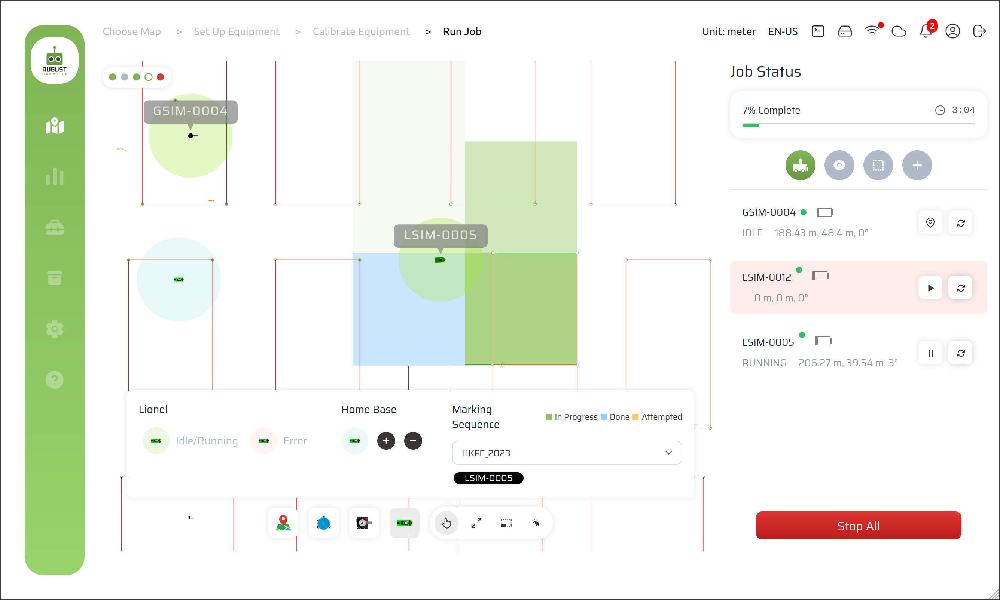 Choose Map > Set Up Equipment > Calibrate Equipment > Run Job
Unit: meter EN-US 2
AUGUST
ROBOTICS
GSIM-0004
ABCDE
1D818
LSIM-0005
Job Status
7% Complete 3:04
GSIM-0004
IDLE 188.43 m, 48.4 m, 0°
LSIM-0012
0 m, 0 m, 0°
LSIM-0005
RUNNING 206.27 m, 39.54 m, 3°
Lionel
Idle/Running Error
Home Base
Marking
Sequence
In Progress Done Attempted
HKFE_2023
LSIM-0005
Stop All